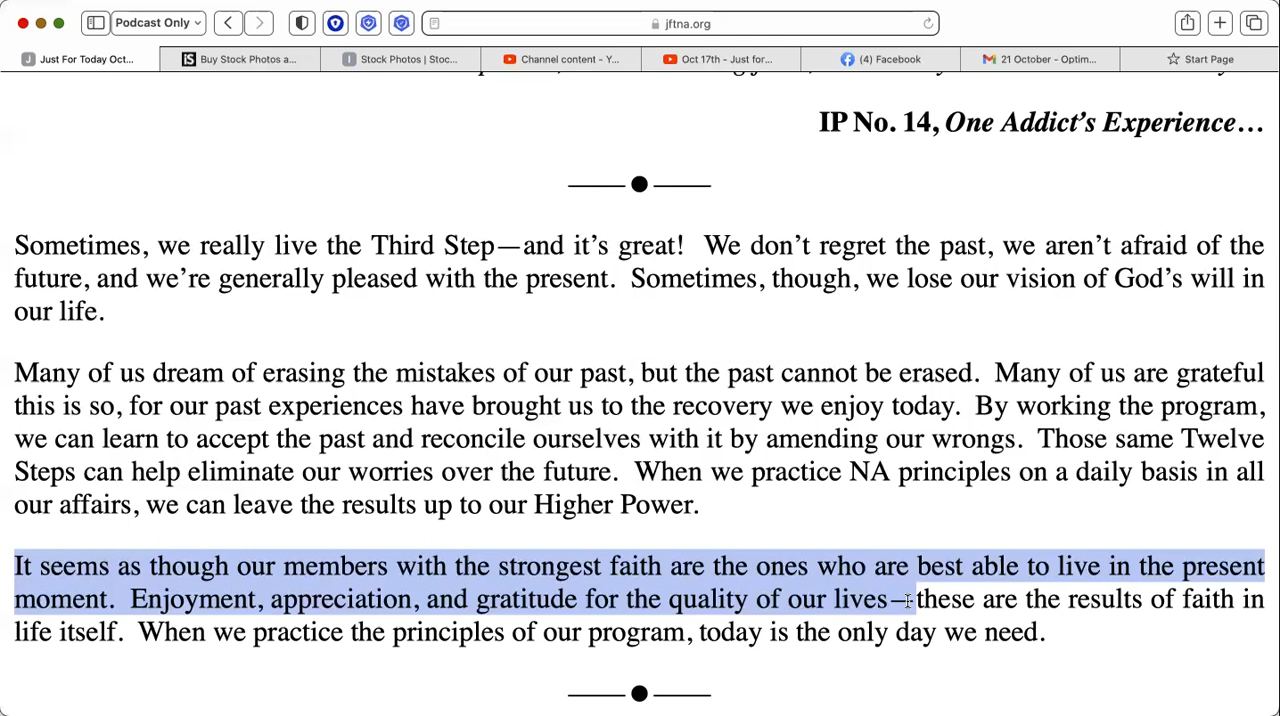 Podcast Only
jftna.org
Just For Today Oct...
Buy Stock Photos a...
Stock Photos | Stoc...
Channel content - Y...
Oct 17th - Just for...
(4) Facebook
21 October - Optim...
Start Page
IP No. 14, One Addict's Experience…
Sometimes, we really live the Third Step—and it's great!  We don't regret the past, we aren't afraid of the
future, and we're generally pleased with the present.  Sometimes, though, we lose our vision of God's will in
our life.
Many of us dream of erasing the mistakes of our past, but the past cannot be erased.  Many of us are grateful
this is so, for our past experiences have brought us to the recovery we enjoy today.  By working the program,
we can learn to accept the past and reconcile ourselves with it by amending our wrongs.  Those same Twelve
Steps can help eliminate our worries over the future.  When we practice NA principles on a daily basis in all
our affairs, we can leave the results up to our Higher Power.
It seems as though our members with the strongest faith are the ones who are best able to live in the present
moment.  Enjoyment, appreciation, and gratitude for the quality of our lives—these are the results of faith in
life itself.  When we practice the principles of our program, today is the only day we need.